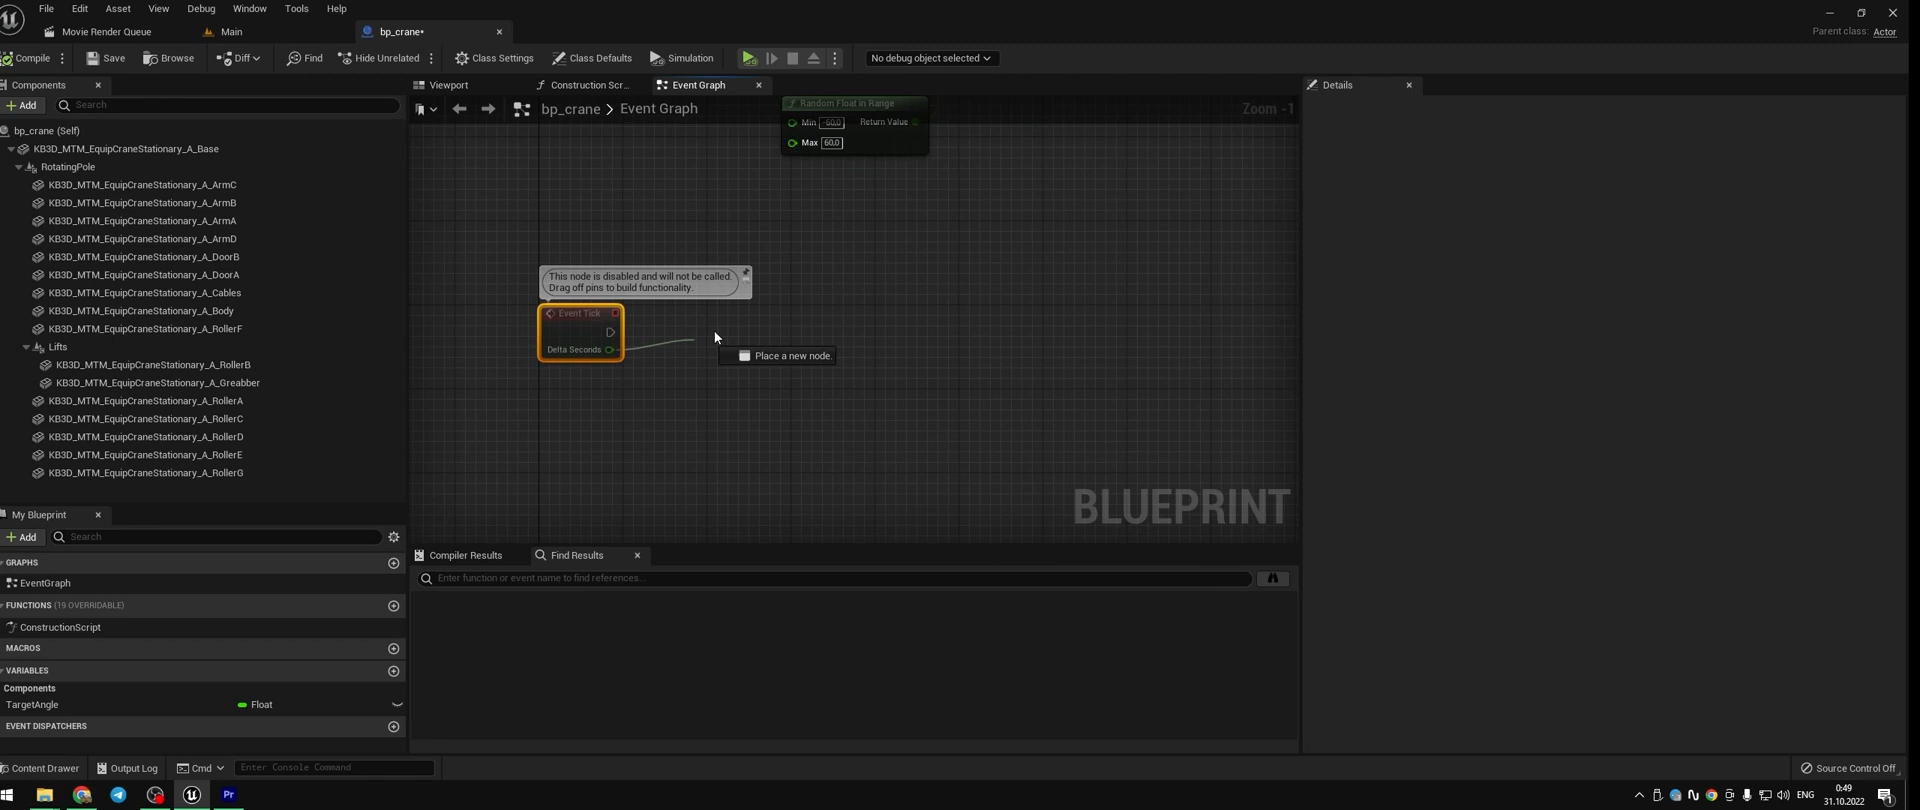 File Edit Asset View Debug Window Tools Help
Movie Render Queue Main bp_crane•
Parent class: Actor
Compile Save Browse Diff Find Hide Unrelated Class Settings Class Defaults Simulation No debug object selected
Components Viewport Construction Scr... Event Graph Details
Add Search
bp_crane > Event Graph Zoom -1
Random Float in Range
Min -60,0 Return Value
Max 60,0
bp_crane (Self)
KB3D_MTM_EquipCraneStationary_A_Base
RotatingPole
KB3D_MTM_EquipCraneStationary_A_ArmC
KB3D_MTM_EquipCraneStationary_A_ArmB
KB3D_MTM_EquipCraneStationary_A_ArmA
KB3D_MTM_EquipCraneStationary_A_ArmD
KB3D_MTM_EquipCraneStationary_A_DoorB
KB3D_MTM_EquipCraneStationary_A_DoorA
KB3D_MTM_EquipCraneStationary_A_Cables
KB3D_MTM_EquipCraneStationary_A_Body
KB3D_MTM_EquipCraneStationary_A_RollerF
Lifts
KB3D_MTM_EquipCraneStationary_A_RollerB
KB3D_MTM_EquipCraneStationary_A_Greabber
KB3D_MTM_EquipCraneStationary_A_RollerA
KB3D_MTM_EquipCraneStationary_A_RollerC
KB3D_MTM_EquipCraneStationary_A_RollerD
KB3D_MTM_EquipCraneStationary_A_RollerE
KB3D_MTM_EquipCraneStationary_A_RollerG
This node is disabled and will not be called.
Drag off pins to build functionality.
Event Tick
Delta Seconds
Place a new node.
BLUEPRINT
My Blueprint
Add Search
GRAPHS
EventGraph
FUNCTIONS (19 OVERRIDABLE)
ConstructionScript
MACROS
VARIABLES
Components
TargetAngle Float
EVENT DISPATCHERS
Compiler Results Find Results
Enter function or event name to find references...
Content Drawer Output Log Cmd Enter Console Command Source Control Off
Pr
ENG
0:49
31.10.2022
1